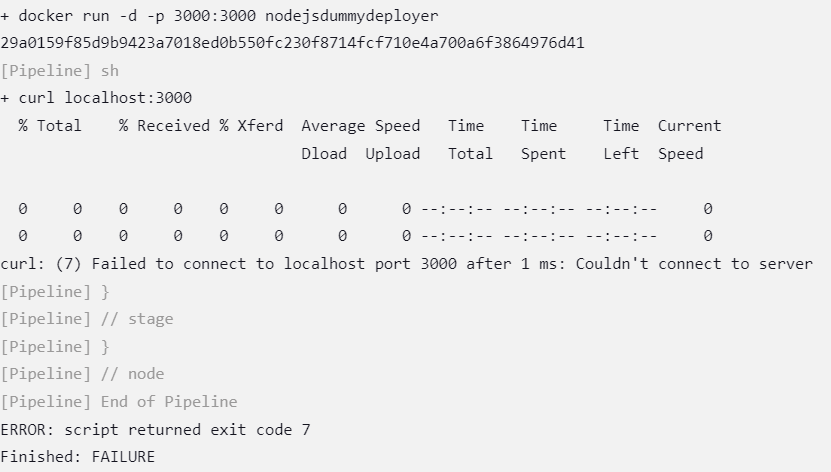 + docker run -d -p 3000:3000 nodejsdummydeployer
29a0159f85d9b9423a7018ed0b550fc230f8714fcf710e4a700a6f3864976d41
[Pipeline] sh
+ curl localhost:3000
  % Total    % Received % Xferd  Average Speed   Time    Time     Time  Current
                                 Dload  Upload   Total   Spent    Left  Speed
  0     0    0     0    0     0      0      0 --:--:-- --:--:-- --:--:--     0
  0     0    0     0    0     0      0      0 --:--:-- --:--:-- --:--:--     0
curl: (7) Failed to connect to localhost port 3000 after 1 ms: Couldn't connect to server
[Pipeline] }
[Pipeline] // stage
[Pipeline] }
[Pipeline] // node
[Pipeline] End of Pipeline
ERROR: script returned exit code 7
Finished: FAILURE